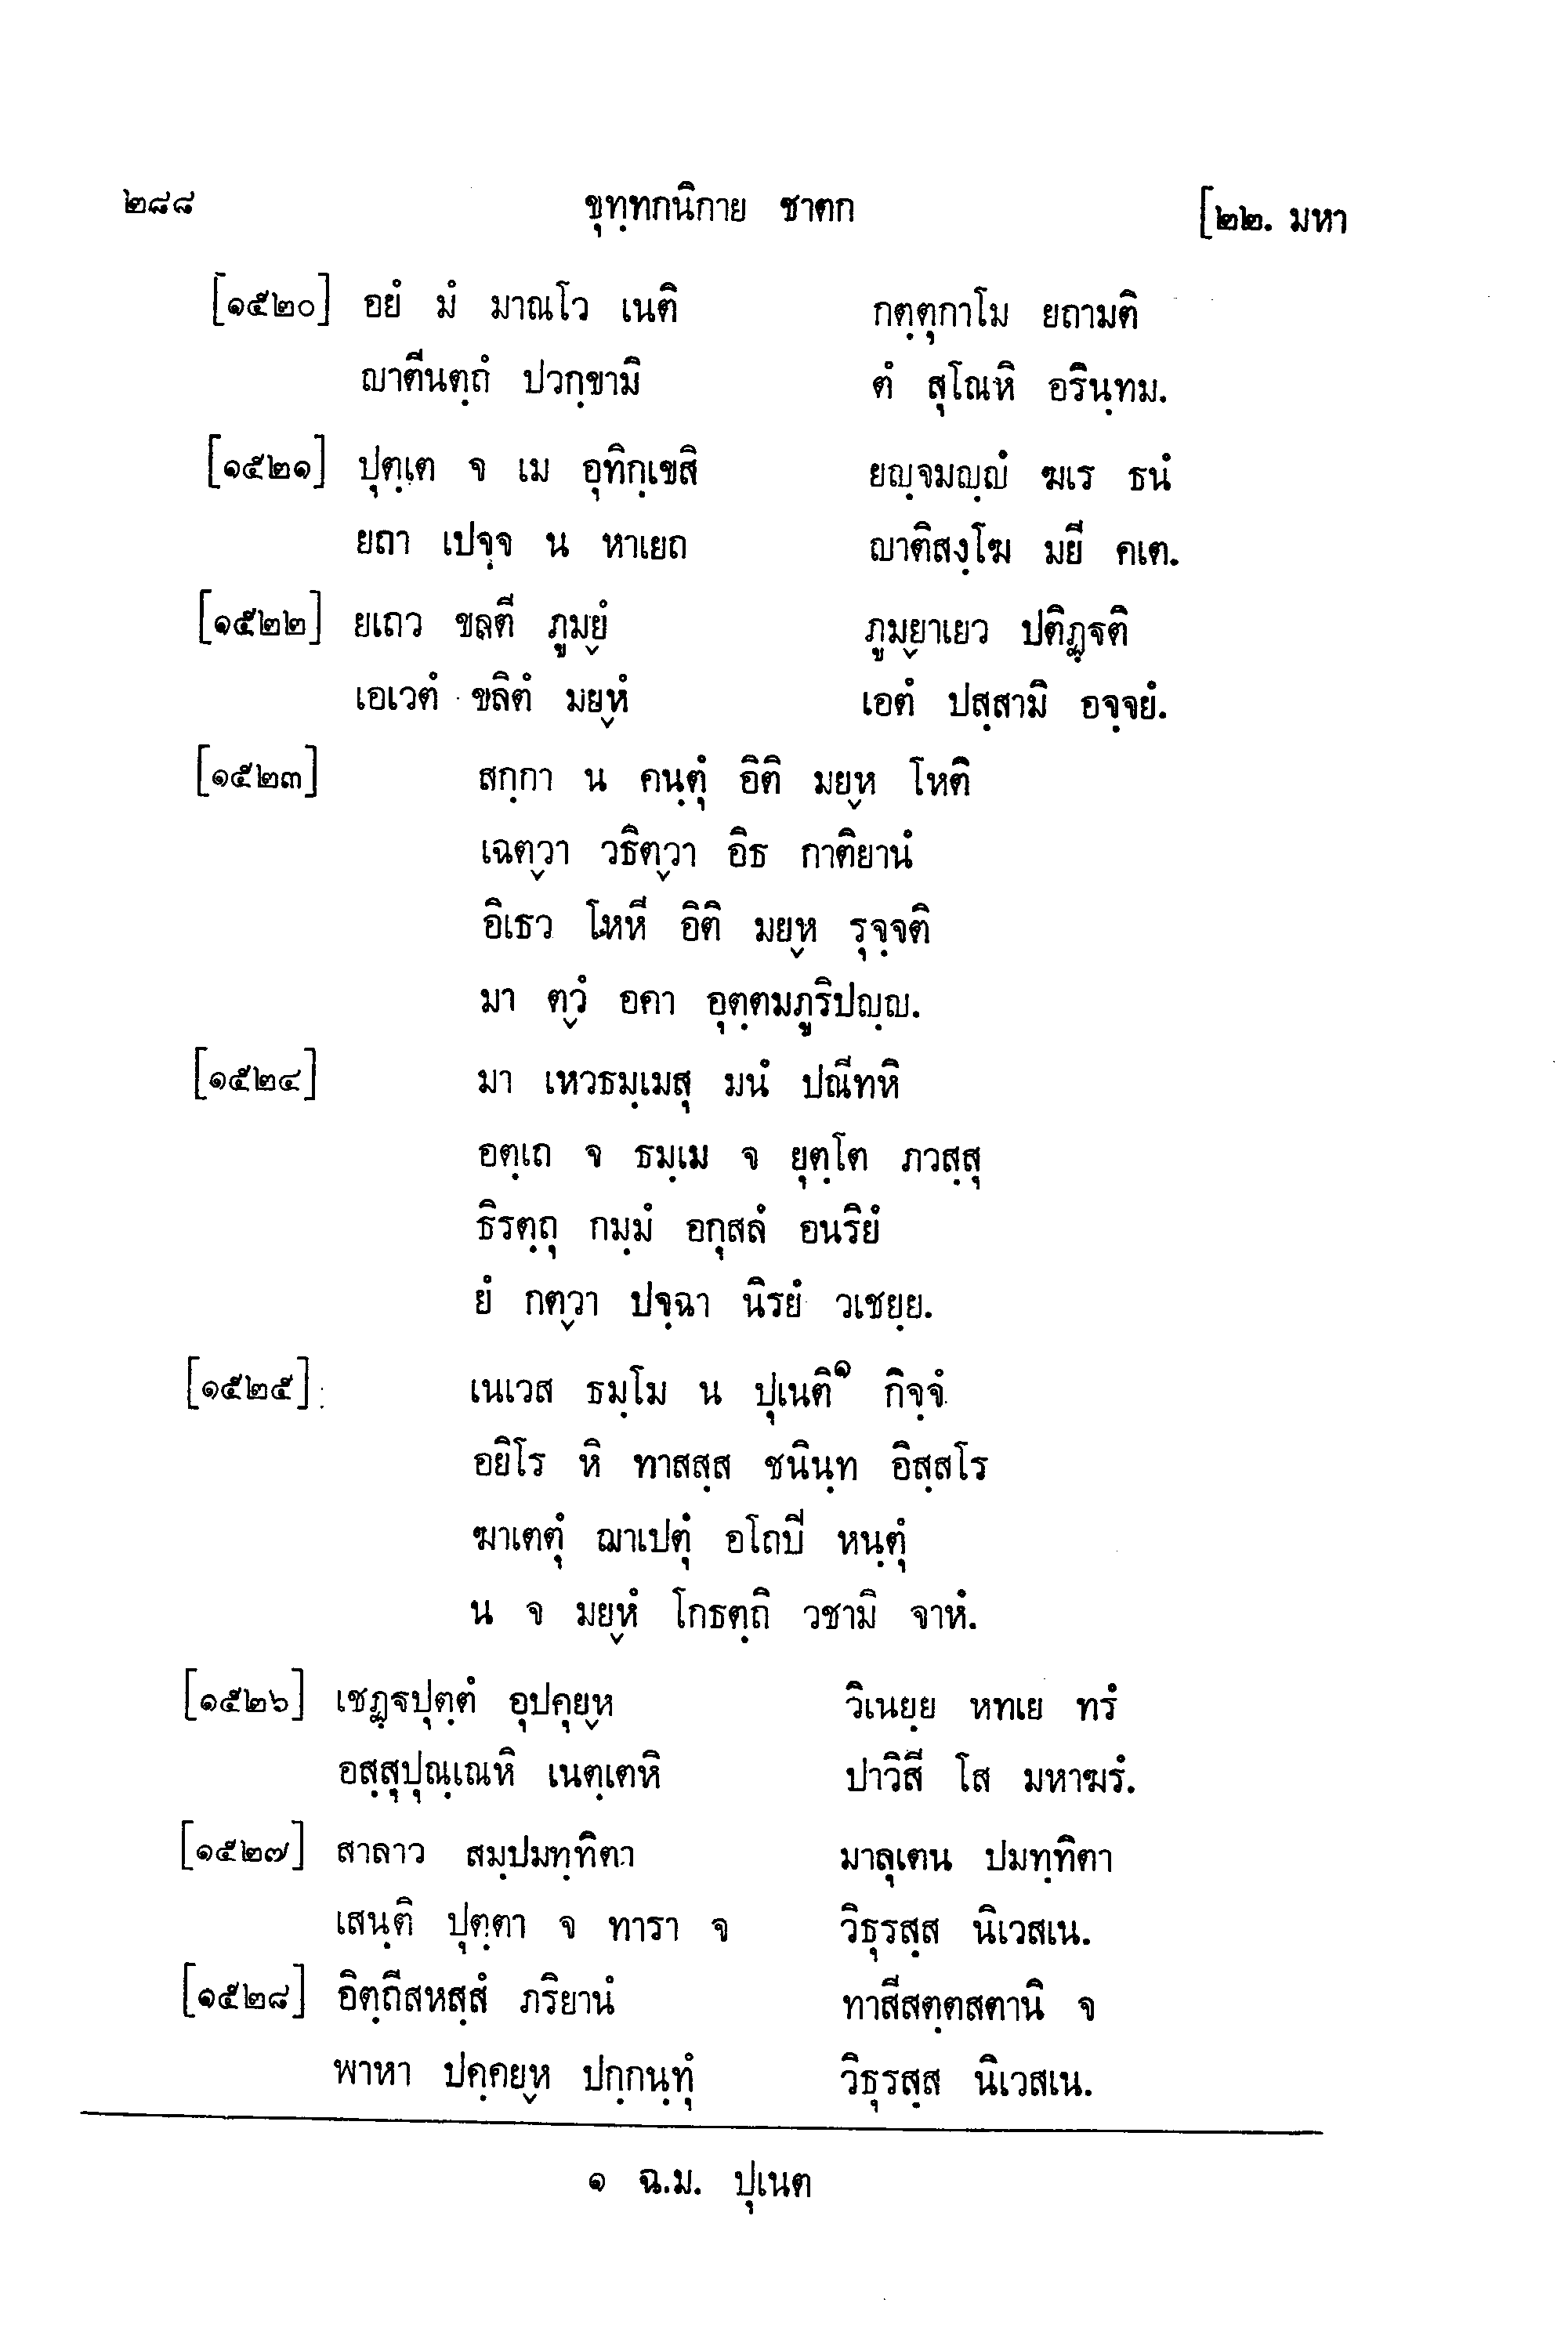 ๒๘๘ ขุทฺทกนิกาย ชาตก [๒๒. มหา
[๑๕๒๐] อยํ มํ มาณโว เนติ กตฺตุกาโม ยถามติ
ญาตีนตฺถํ ปวกฺขามิ ตํ สุโณหิ อรินฺทม.
[๑๕๒๑] ปุตฺเต จ เม อุทิกฺเขสิ ยญฺจมญฺญํ ฆเร ธนํ
ยถา เปจฺจ น หาเยถ ญาติสงฺโฆ มยี คเต.
[๑๕๒๒] ยเถว ขลตี ภูมฺยํ ภูมฺยาเยว ปติฏฺฐติ
เอเวตํ ขลิตํ มยฺหํ เอตํ ปสฺสามิ อจฺจยํ.
[๑๕๒๓] สกฺกา น คนฺตุํ อิติ มยฺห โหติ
เฉตฺวา วธิตฺวา อิธ กาติยานํ
อิเธว โหหี อิติ มยฺห รุจฺจติ
มา ตฺวํ อคา อุตฺตมภูริปญฺญ.
[๑๕๒๔] มา เหวธมฺเมสุ มนํ ปณีทหิ
อตฺเถ จ ธมฺเม จ ยุตฺโต ภวสฺสุ
ธิรตฺถุ กมฺมํ อกุสลํ อนริยํ
ยํ กตฺวา ปจฺฉา นิรยํ วเชยฺย.
[๑๕๒๕] เนเวส ธมฺโม น ปุเนติ๑ กิจฺจํ
อยิโร หิ ทาสสฺส ชนินฺท อิสฺสโร
ฆาเตตุํ ฌาเปตุํ อโถปี หนฺตุํ
น จ มยฺหํ โกธตฺถิ วชามิ จาหํ.
[๑๕๒๖] เชฏฺฐปุตฺตํ อุปคุยฺห วิเนยฺย หทเย ทรํ
อสฺสุปุณฺเณหิ เนตฺเตหิ ปาวิสี โส มหาฆรํ.
[๑๕๒๗] สาลาว สมฺปมทฺทิตา มาลุเตน ปมทฺทิตา
เสนฺติ ปุตฺตา จ ทารา จ วิธุรสฺส นิเวสเน.
[๑๕๒๘] อิตฺถีสหสฺสํ ภริยานํ ทาสีสตฺตสตานิ จ
พาหา ปคฺคยฺห ปกฺกนฺทุํ วิธุรสฺส นิเวสเน.
๑ ฉ.ม. ปุเนต